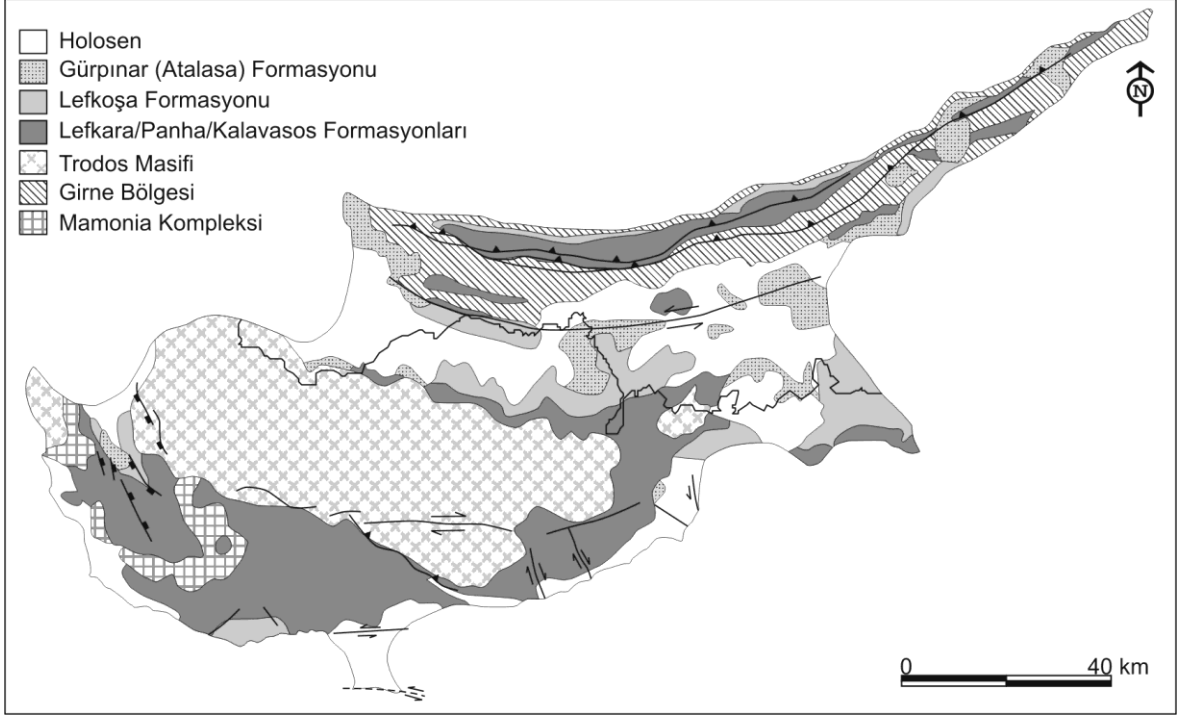 Holosen
Gürpınar (Atalasa) Formasyonu
Lefkoşa Formasyonu
Lefkara/Panha/Kalavasos Formasyonları
Trodos Masifi
Girne Bölgesi
Mamonia Kompleksi
N
0 40 km